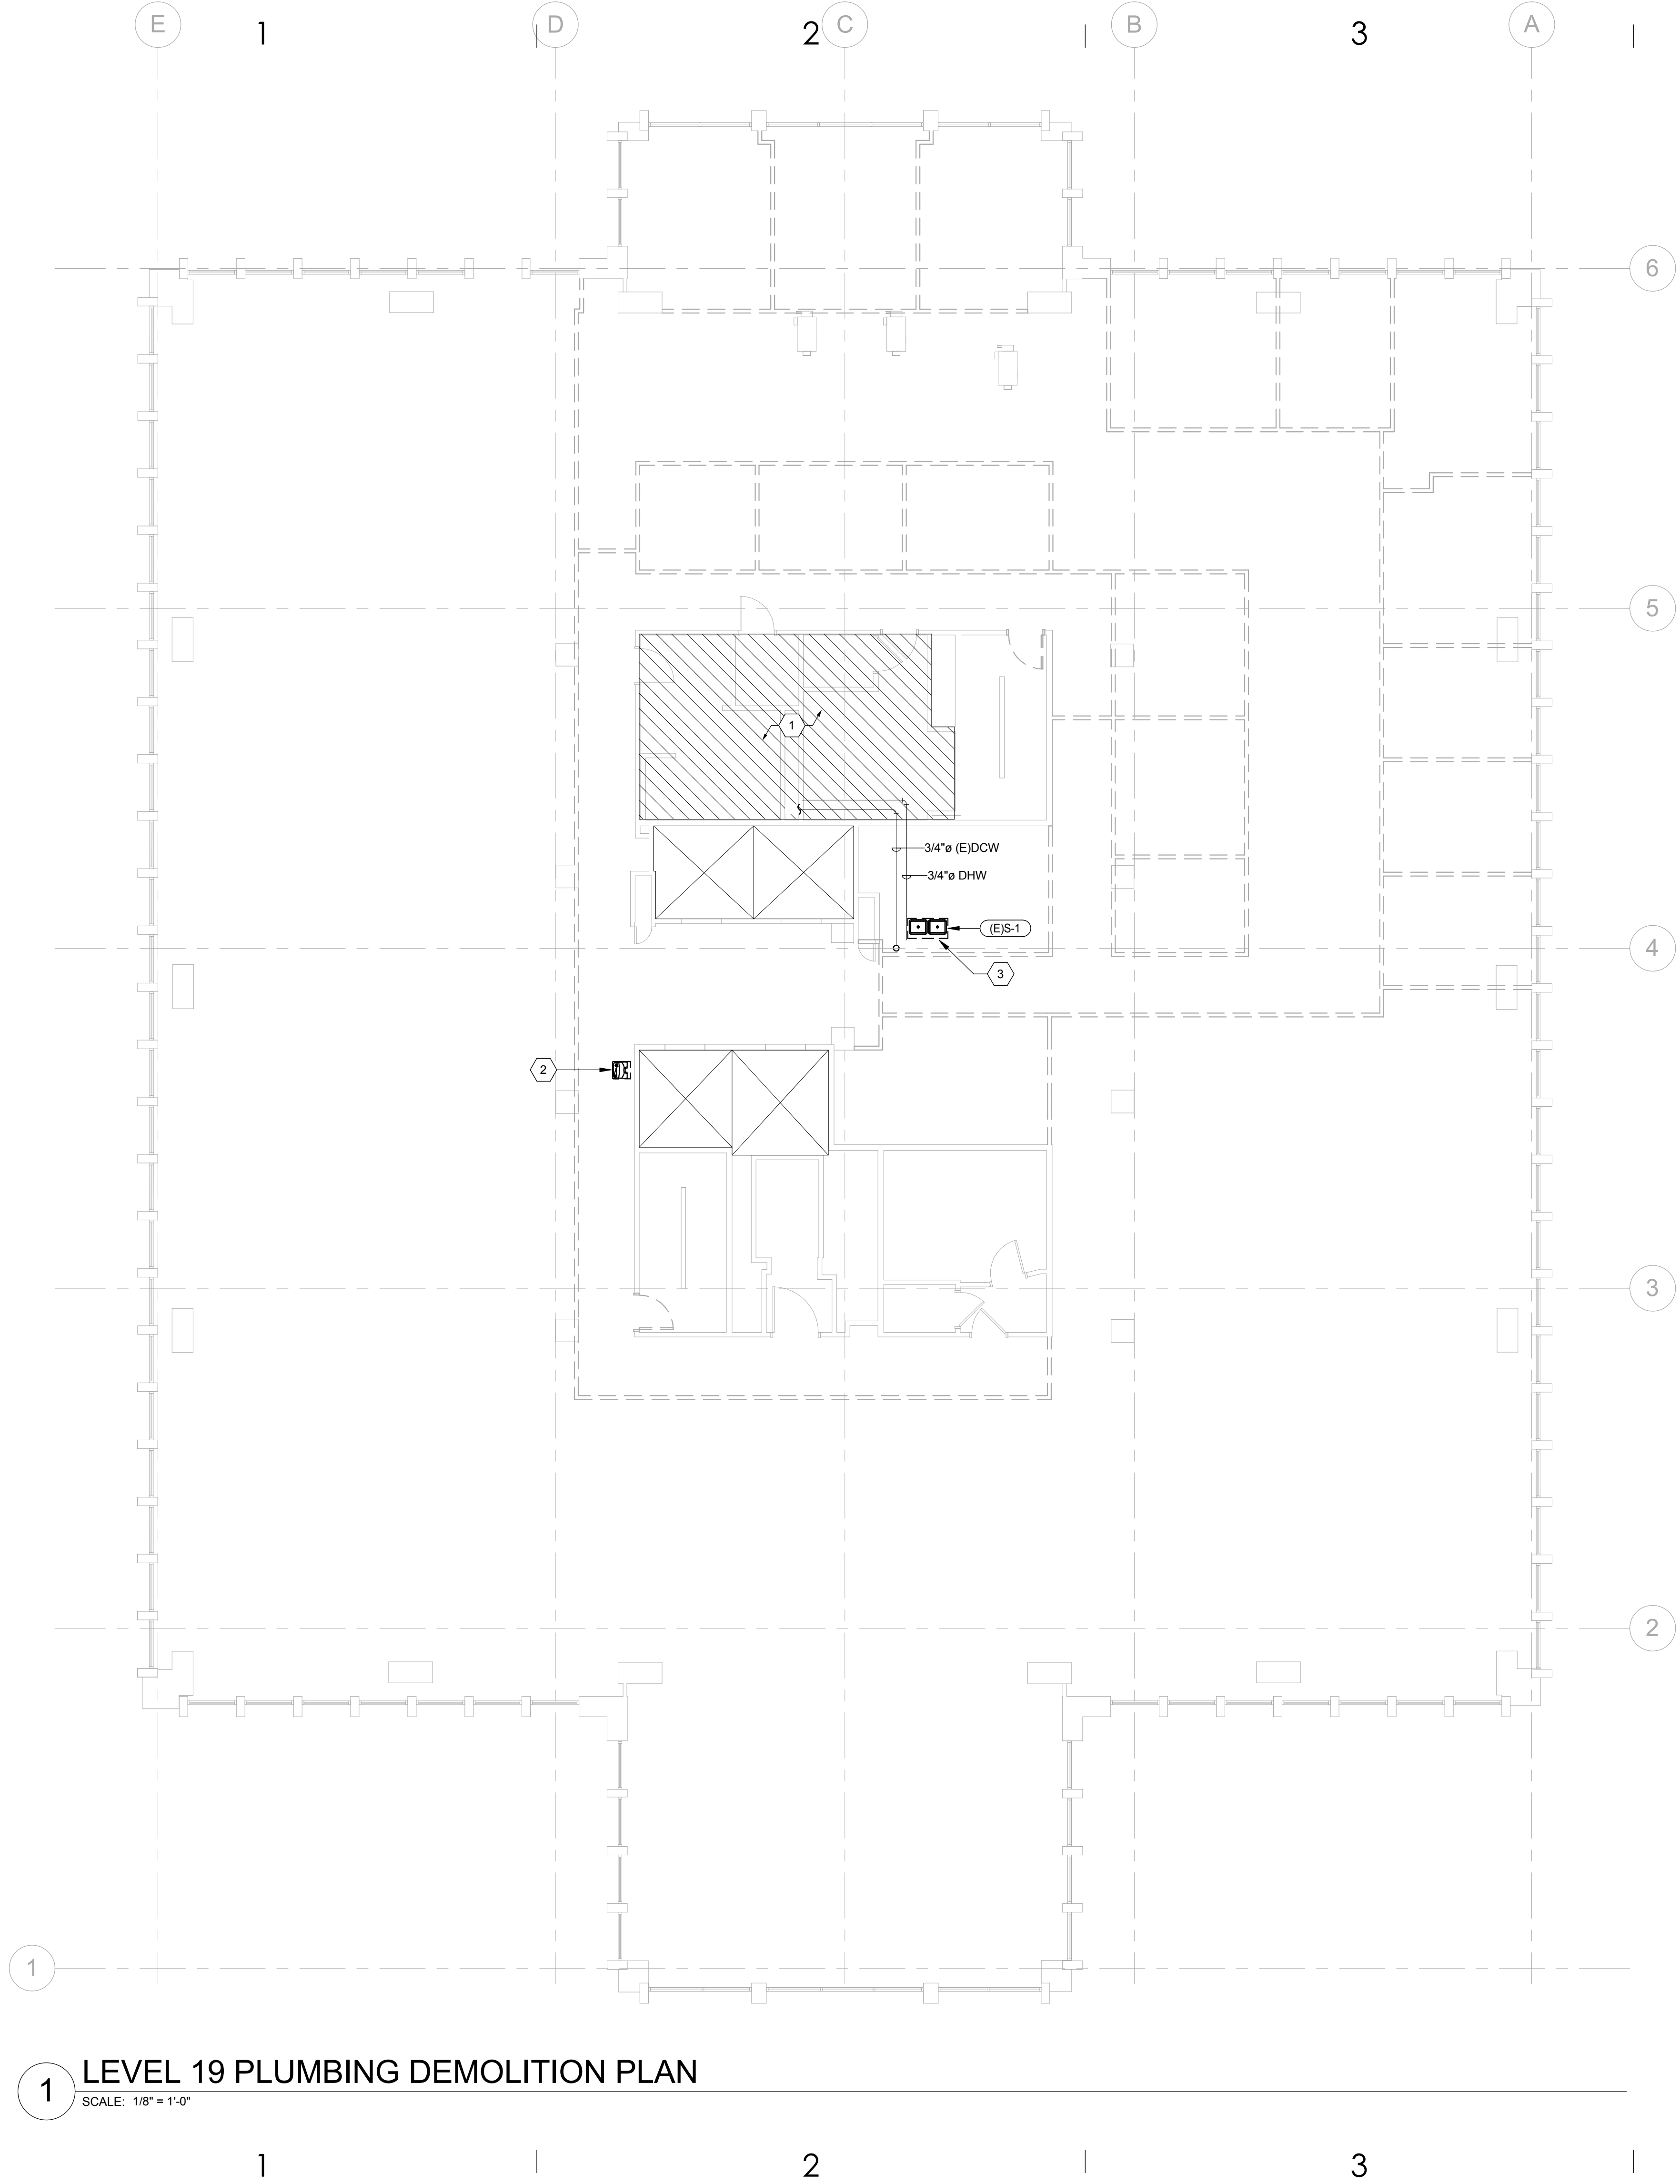 E
1
D
2
C
B
3
A
6
5
1
3/4"ø (E)DCW
3/4"ø DHW
(E)S-1
4
3
2
3
2
1
1
LEVEL 19 PLUMBING DEMOLITION PLAN
SCALE: 1/8" = 1'-0"
1
2
3